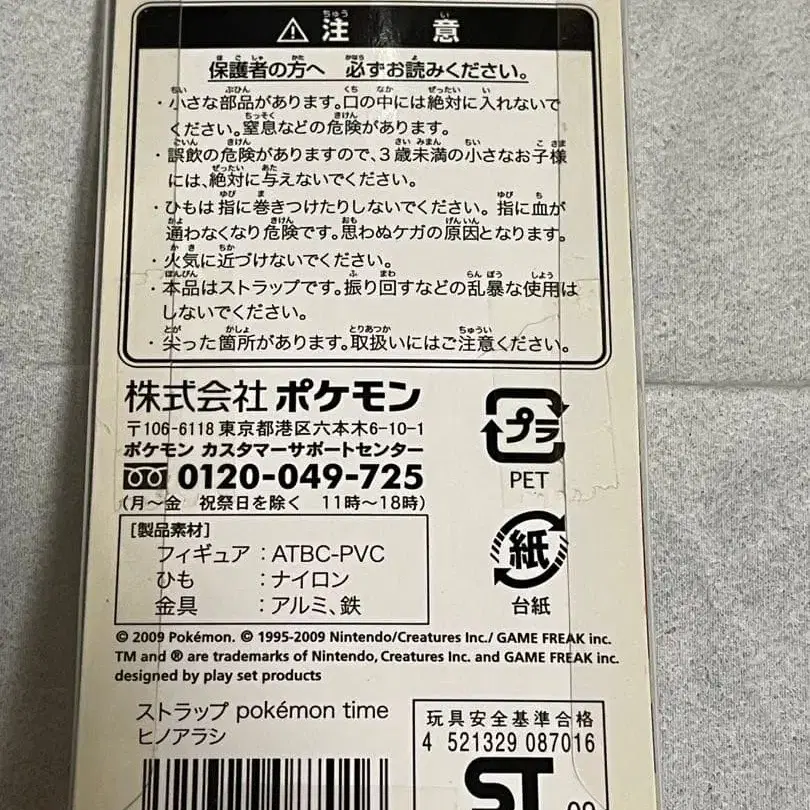 ⚠ 注意
保護者の方へ 必ずお読みください。
・小さな部品があります。口の中には絶対に入れないで
ください。窒息などの危険があります。
・誤飲の危険がありますので、3歳未満の小さなお子様
には、絶対に与えないでください。
・ひもは指に巻きつけたりしないでください。指に血が
通わなくなり危険です。思わぬケガの原因となります。
・火気に近づけないでください。
・本品はストラップです。振り回すなどの乱暴な使用は
しないでください。
・尖った箇所があります。取扱いにはご注意ください。
株式会社 ポケモン
〒106-6118 東京都港区六本木6-10-1
ポケモン カスタマーサポートセンター
0120-049-725
(月～金 祝祭日を除く 11時～18時)
[製品素材]
フィギュア：ATBC-PVC
ひも：ナイロン
金具：アルミ、鉄
プラ
PET
紙
台紙
© 2009 Pokémon. © 1995-2009 Nintendo/Creatures Inc./ GAME FREAK inc.
TM and ® are trademarks of Nintendo, Creatures Inc. and GAME FREAK inc.
designed by play set products
ストラップ pokémon time
ヒノアラシ
玩具安全基準合格
4 521329 087016
ST